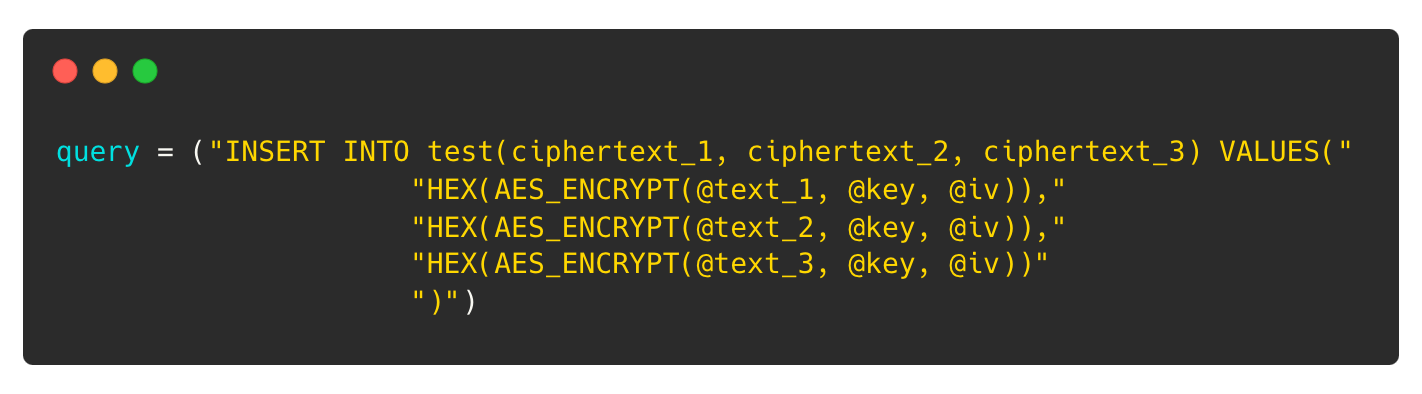 query = ("INSERT INTO test(ciphertext_1, ciphertext_2, ciphertext_3) VALUES("
"HEX(AES_ENCRYPT(@text_1, @key, @iv)),"
"HEX(AES_ENCRYPT(@text_2, @key, @iv)),"
"HEX(AES_ENCRYPT(@text_3, @key, @iv))"
")")